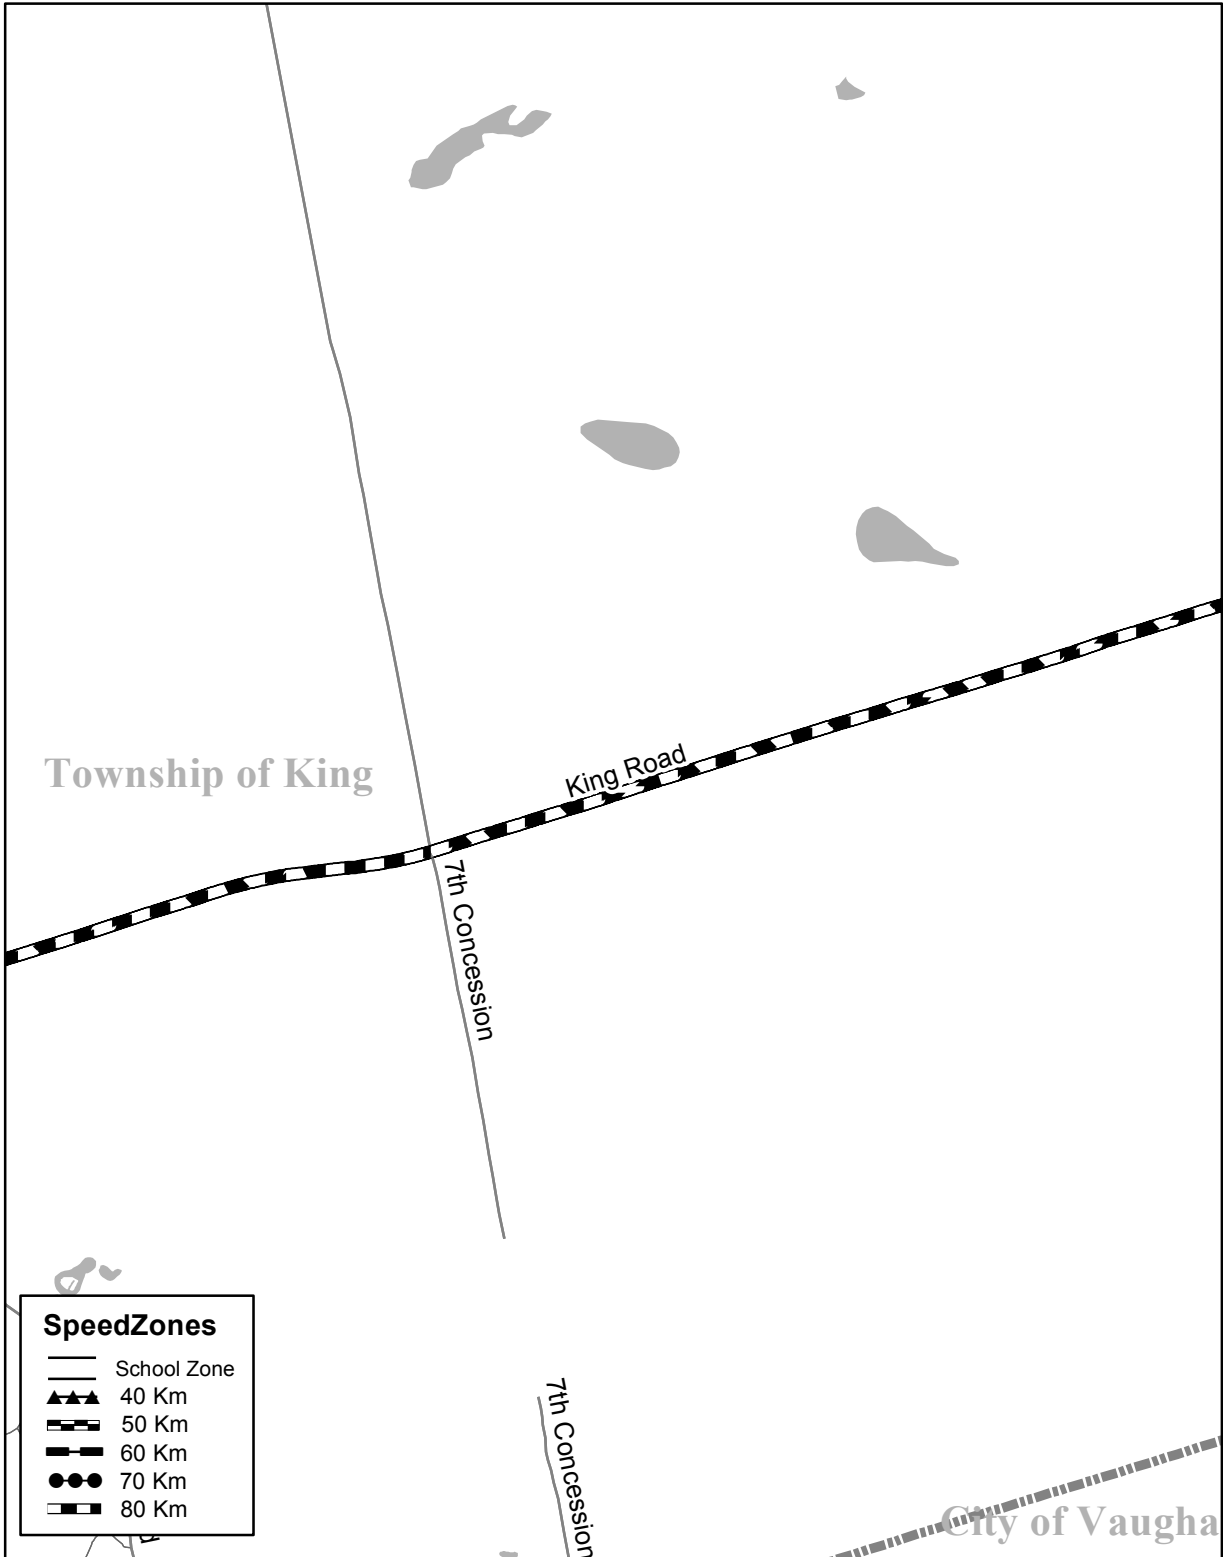 Township of King
King Road
7th Concession
SpeedZones
School Zone
40 Km
50 Km
60 Km
70 Km
80 Km
7th Concession
City of Vaugha